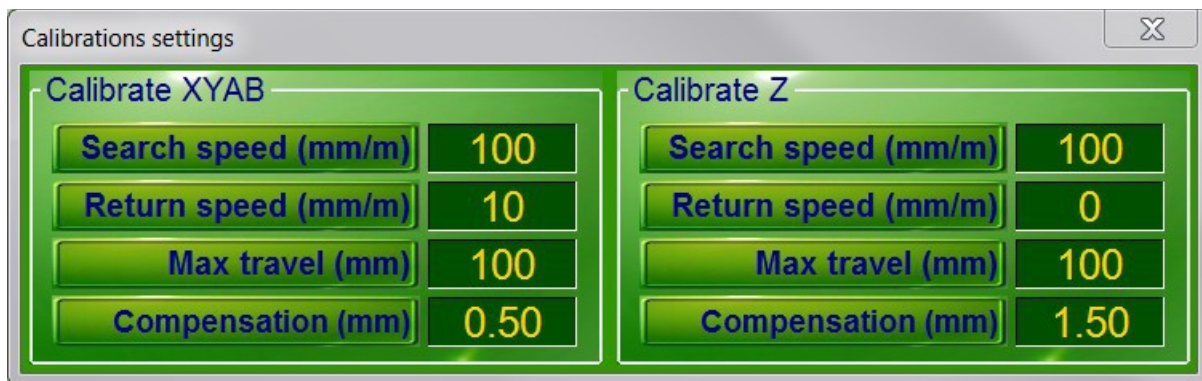 Calibrations settings
Calibrate XYAB
Search speed (mm/m) 100
Return speed (mm/m) 10
Max travel (mm) 100
Compensation (mm) 0.50
Calibrate Z
Search speed (mm/m) 100
Return speed (mm/m) 0
Max travel (mm) 100
Compensation (mm) 1.50